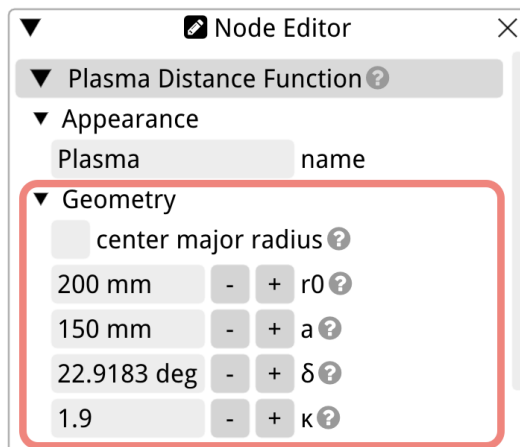 Node Editor
Plasma Distance Function ?
Appearance
Plasma name
Geometry
center major radius ?
200 mm - + r0 ?
150 mm - + a ?
22.9183 deg - + δ ?
1.9 - + κ ?